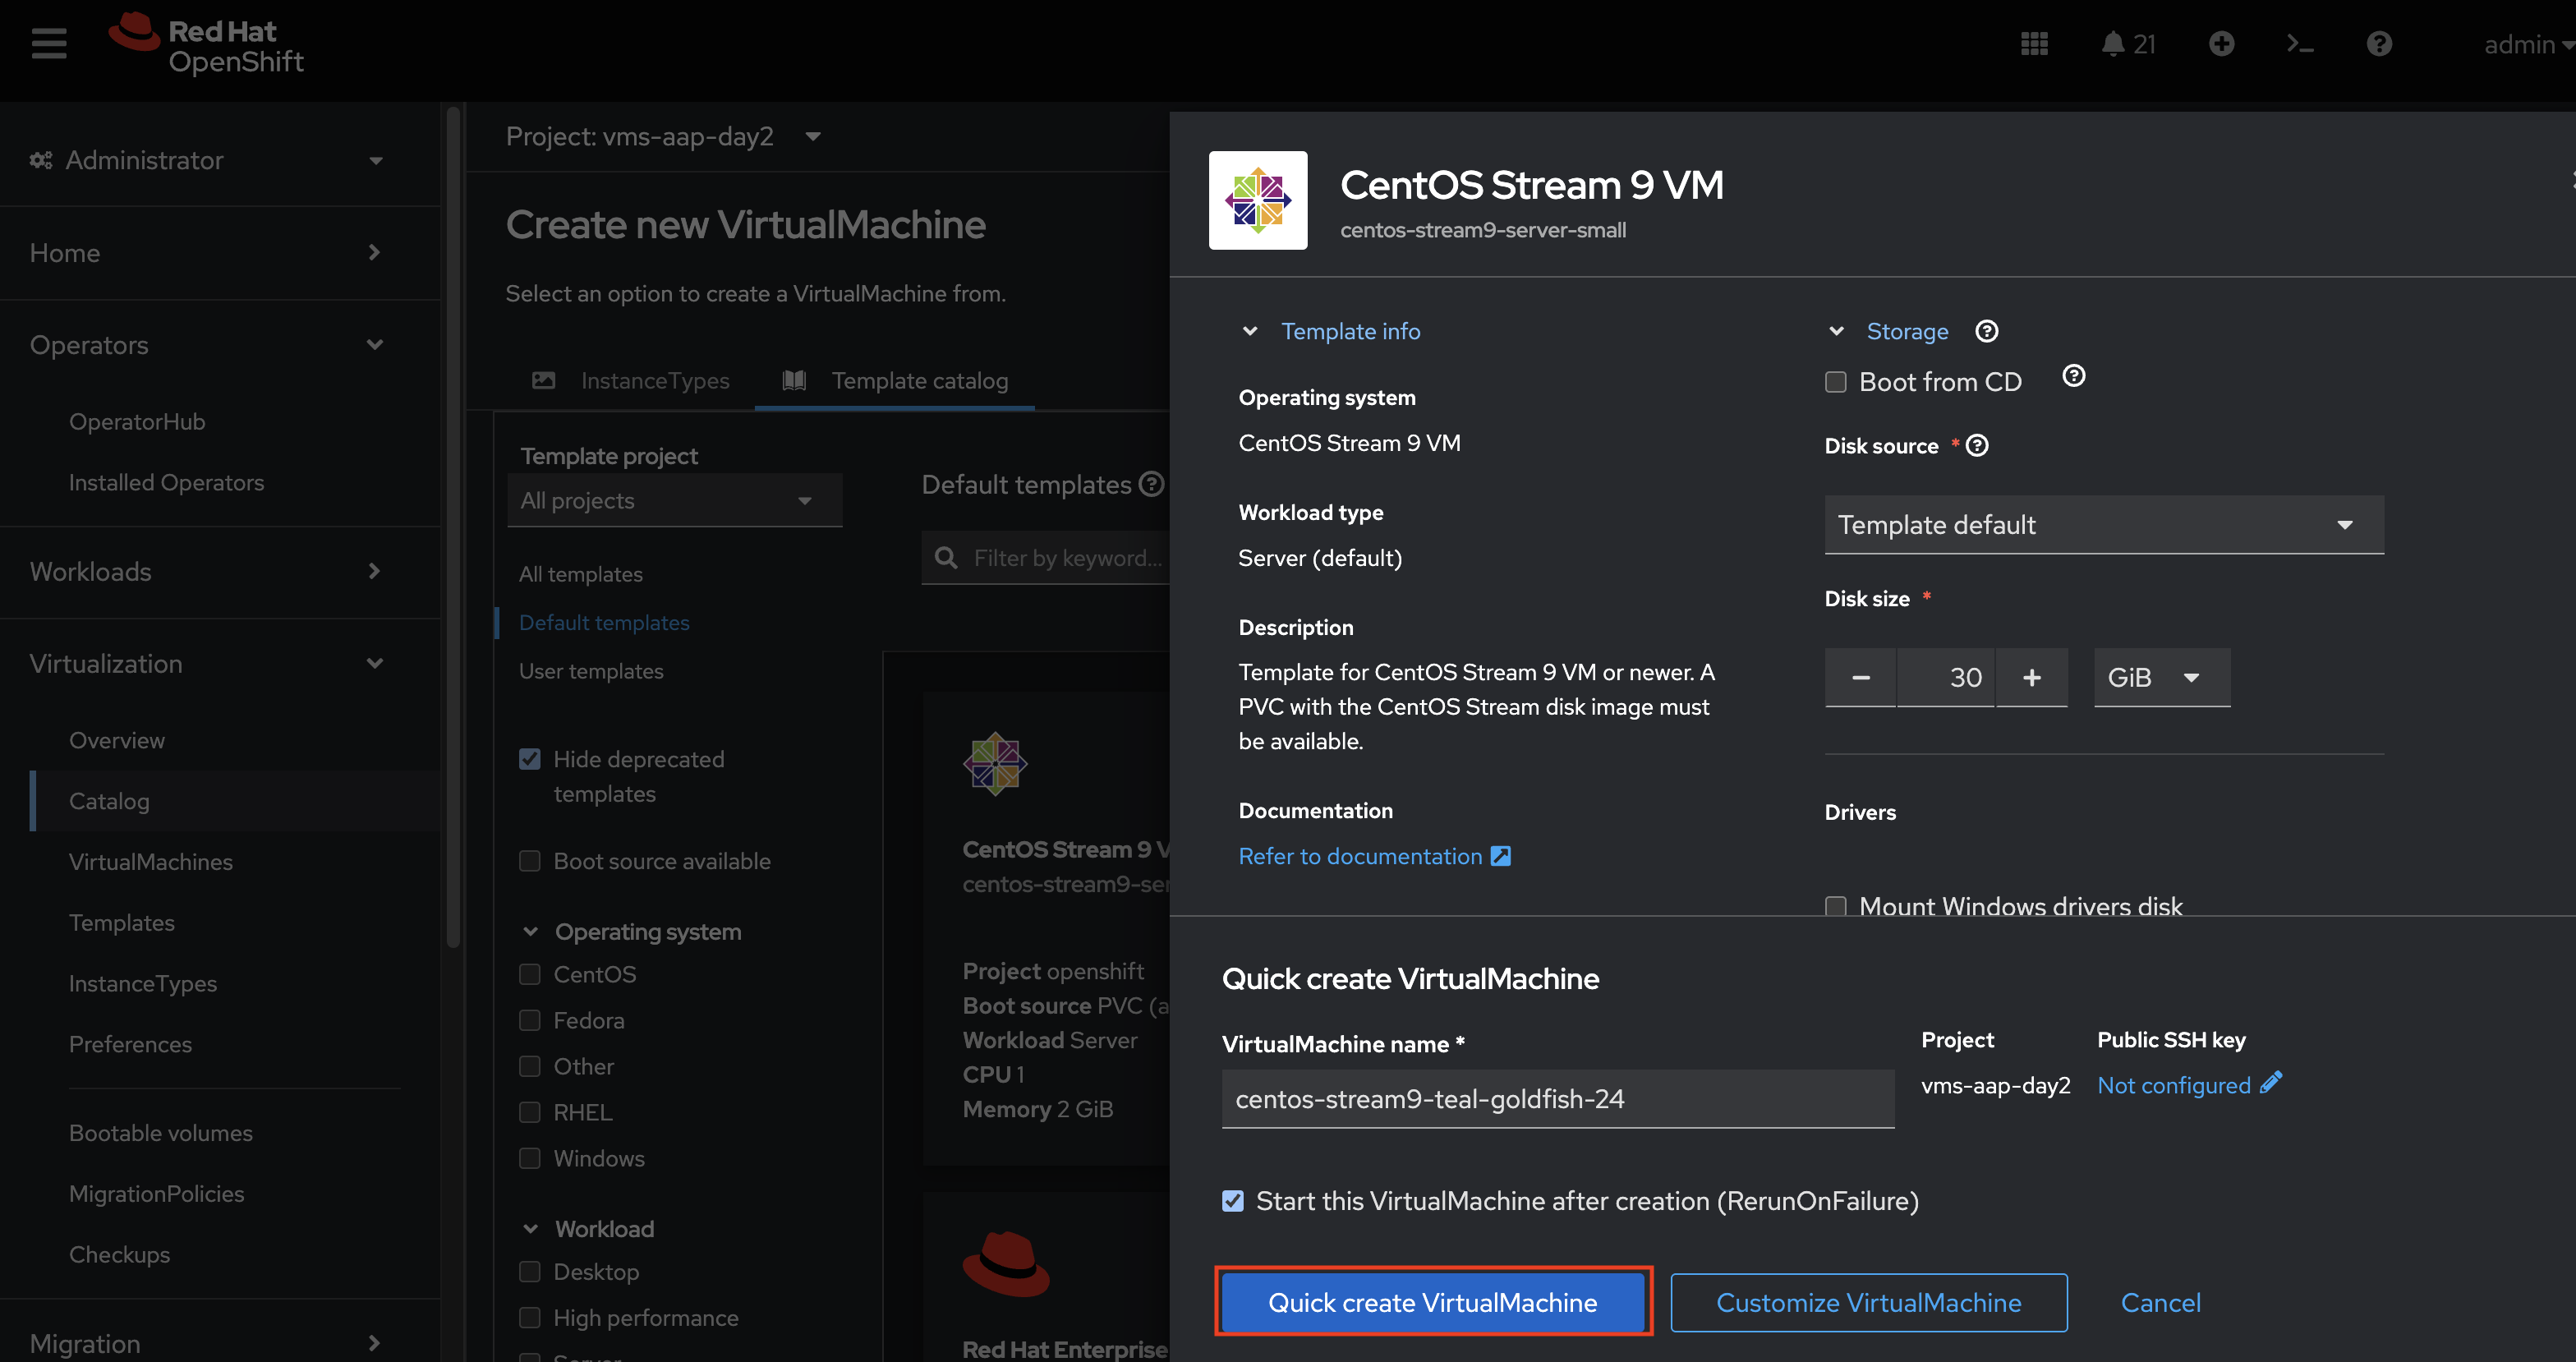 Red Hat
OpenShift
21
admin
Administrator
Home
Operators
OperatorHub
Installed Operators
Workloads
Virtualization
Overview
Catalog
VirtualMachines
Templates
InstanceTypes
Preferences
Bootable volumes
MigrationPolicies
Checkups
Migration
Project: vms-aap-day2
Create new VirtualMachine
Select an option to create a VirtualMachine from.
InstanceTypes
Template catalog
Template project
All projects
All templates
Default templates
User templates
Hide deprecated
templates
Boot source available
Operating system
CentOS
Fedora
Other
RHEL
Windows
Workload
Desktop
High performance
Default templates
Filter by keyword...
CentOS Stream 9 V
centos-stream9-ser
Project openshift
Boot source PVC (a
Workload Server
CPU 1
Memory 2 GiB
Red Hat Enterprise
CentOS Stream 9 VM
centos-stream9-server-small
Template info
Operating system
CentOS Stream 9 VM
Workload type
Server (default)
Description
Template for CentOS Stream 9 VM or newer. A
PVC with the CentOS Stream disk image must
be available.
Documentation
Refer to documentation
Storage
Boot from CD
Disk source *
Template default
Disk size *
30
GiB
Drivers
Mount Windows drivers disk
Quick create VirtualMachine
VirtualMachine name *
centos-stream9-teal-goldfish-24
Project
vms-aap-day2
Public SSH key
Not configured
Start this VirtualMachine after creation (RerunOnFailure)
Quick create VirtualMachine
Customize VirtualMachine
Cancel